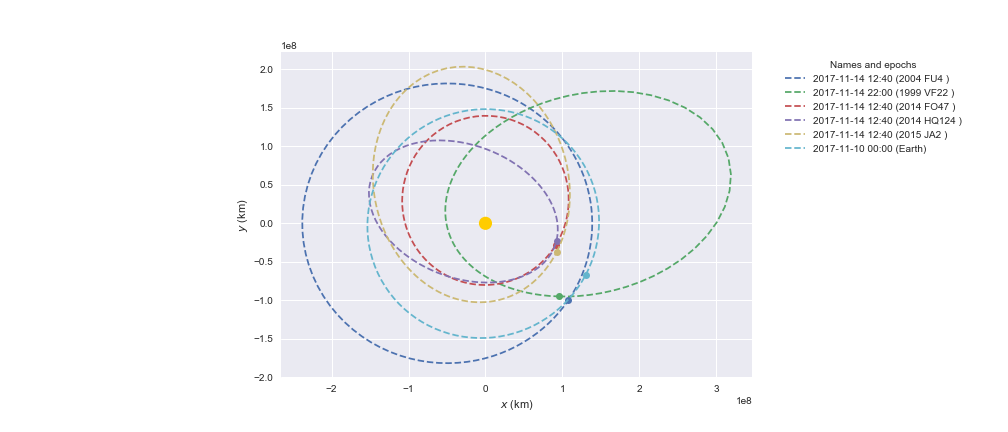 1e8
2.0
1.5
1.0
0.5
0.0
−0.5
−1.0
−1.5
−2.0
y (km)
−2
−1
0
1
2
3
1e8
x (km)
Names and epochs
2017-11-14 12:40 (2004 FU4 )
2017-11-14 22:00 (1999 VF22 )
2017-11-14 12:40 (2014 FO47 )
2017-11-14 12:40 (2014 HQ124 )
2017-11-14 12:40 (2015 JA2 )
2017-11-10 00:00 (Earth)